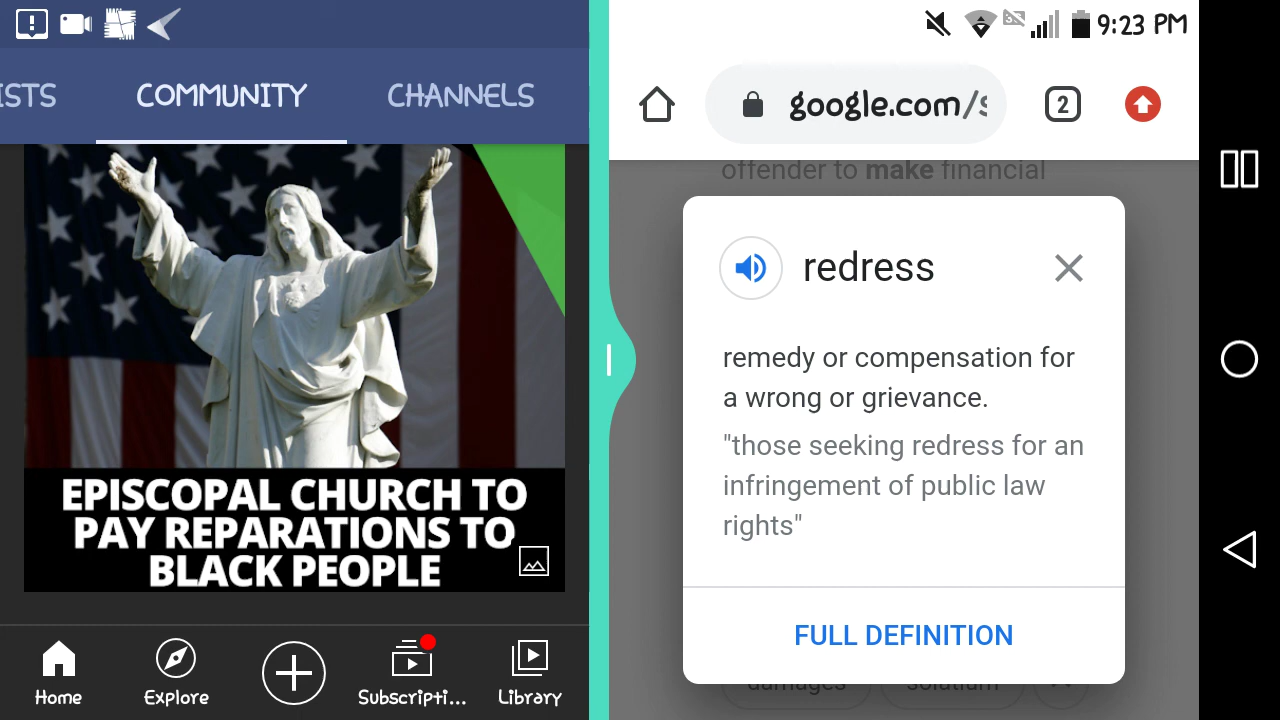 ISTS
COMMUNITY
CHANNELS
EPISCOPAL CHURCH TO
PAY REPARATIONS TO
BLACK PEOPLE
Home
Explore
Subscripti...
Library
9:23 PM
google.com/s
2
offender to make financial
redress
remedy or compensation for
a wrong or grievance.
"those seeking redress for an
infringement of public law
rights"
FULL DEFINITION
damages
solatium